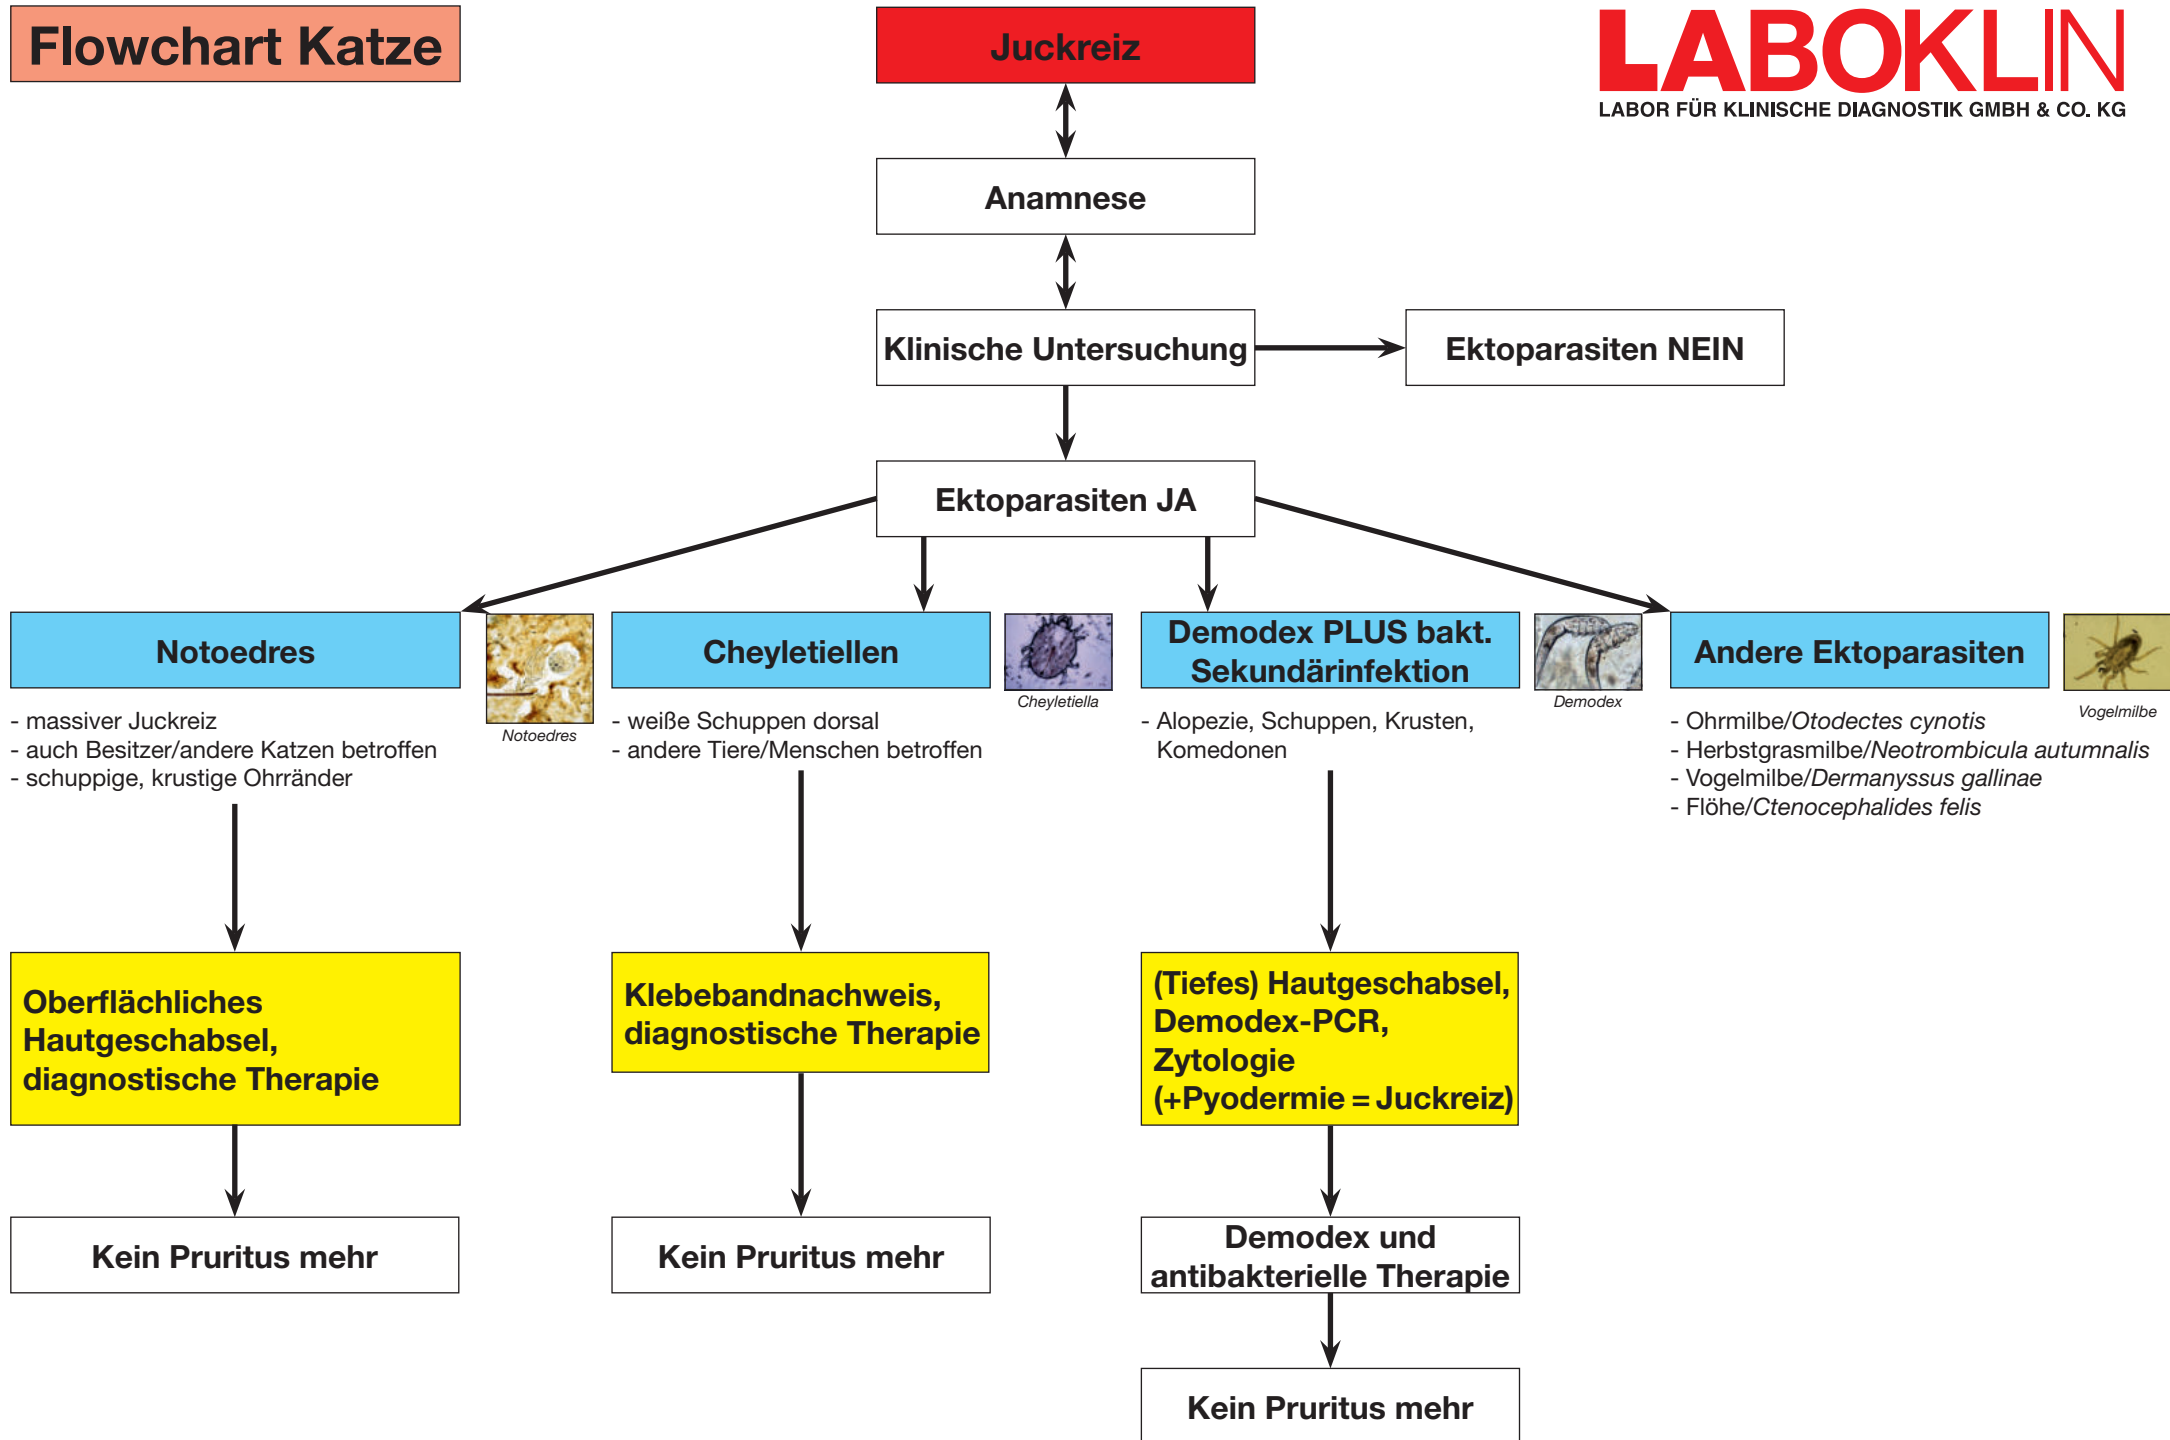 Flowchart Katze
Juckreiz
LABOKLIN
LABOR FÜR KLINISCHE DIAGNOSTIK GMBH & CO. KG
Anamnese
Klinische Untersuchung
Ektoparasiten NEIN
Ektoparasiten JA
Notoedres
Notoedres
- massiver Juckreiz
- auch Besitzer/andere Katzen betroffen
- schuppige, krustige Ohrränder
Cheyletiellen
Cheyletiella
- weiße Schuppen dorsal
- andere Tiere/Menschen betroffen
Demodex PLUS bakt.
Sekundärinfektion
Demodex
- Alopezie, Schuppen, Krusten,
Komedonen
Andere Ektoparasiten
Vogelmilbe
- Ohrmilbe/Otodectes cynotis
- Herbstgrasmilbe/Neotrombicula autumnalis
- Vogelmilbe/Dermanyssus gallinae
- Flöhe/Ctenocephalides felis
Oberflächliches
Hautgeschabsel,
diagnostische Therapie
Klebebandnachweis,
diagnostische Therapie
(Tiefes) Hautgeschabsel,
Demodex-PCR,
Zytologie
(+Pyodermie = Juckreiz)
Kein Pruritus mehr
Kein Pruritus mehr
Demodex und
antibakterielle Therapie
Kein Pruritus mehr